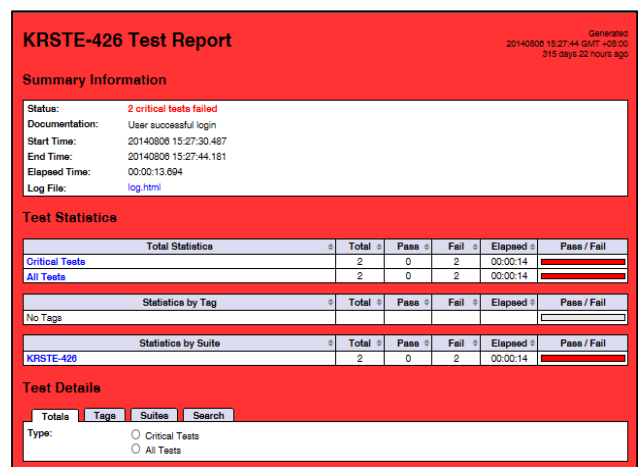 KRSTE-426 Test Report
Generated
20140806 15:27:44 GMT +08:00
315 days 22 hours ago
Summary Information
Status: 2 critical tests failed
Documentation: User successful login
Start Time: 20140806 15:27:30.487
End Time: 20140806 15:27:44.181
Elapsed Time: 00:00:13.694
Log File: log.html
Test Statistics
Total Statistics Total Pass Fail Elapsed Pass / Fail
Critical Tests 2 0 2 00:00:14
All Tests 2 0 2 00:00:14
Statistics by Tag Total Pass Fail Elapsed Pass / Fail
No Tags
Statistics by Suite Total Pass Fail Elapsed Pass / Fail
KRSTE-426 2 0 2 00:00:14
Test Details
Totals Tags Suites Search
Type: Critical Tests
All Tests